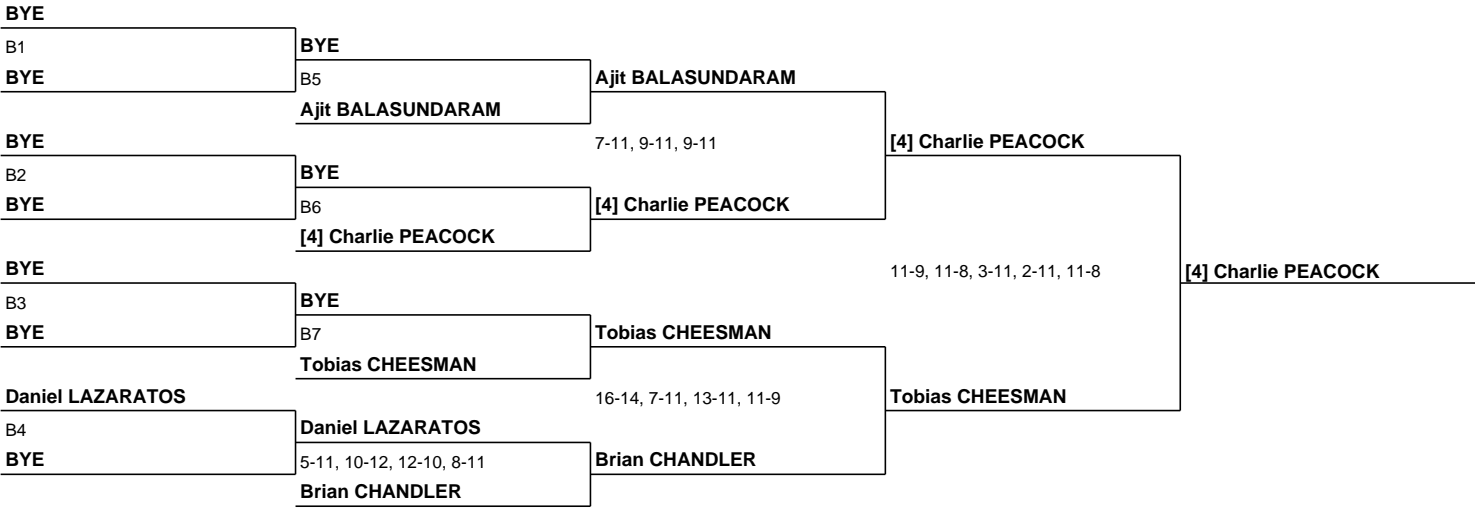 BYE
B1
BYE
BYE
B5
Ajit BALASUNDARAM
Ajit BALASUNDARAM
BYE
7-11, 9-11, 9-11
[4] Charlie PEACOCK
B2
BYE
BYE
B6
[4] Charlie PEACOCK
[4] Charlie PEACOCK
BYE
11-9, 11-8, 3-11, 2-11, 11-8
[4] Charlie PEACOCK
B3
BYE
BYE
B7
Tobias CHEESMAN
Tobias CHEESMAN
Daniel LAZARATOS
16-14, 7-11, 13-11, 11-9
Tobias CHEESMAN
B4
Daniel LAZARATOS
BYE
5-11, 10-12, 12-10, 8-11
Brian CHANDLER
Brian CHANDLER